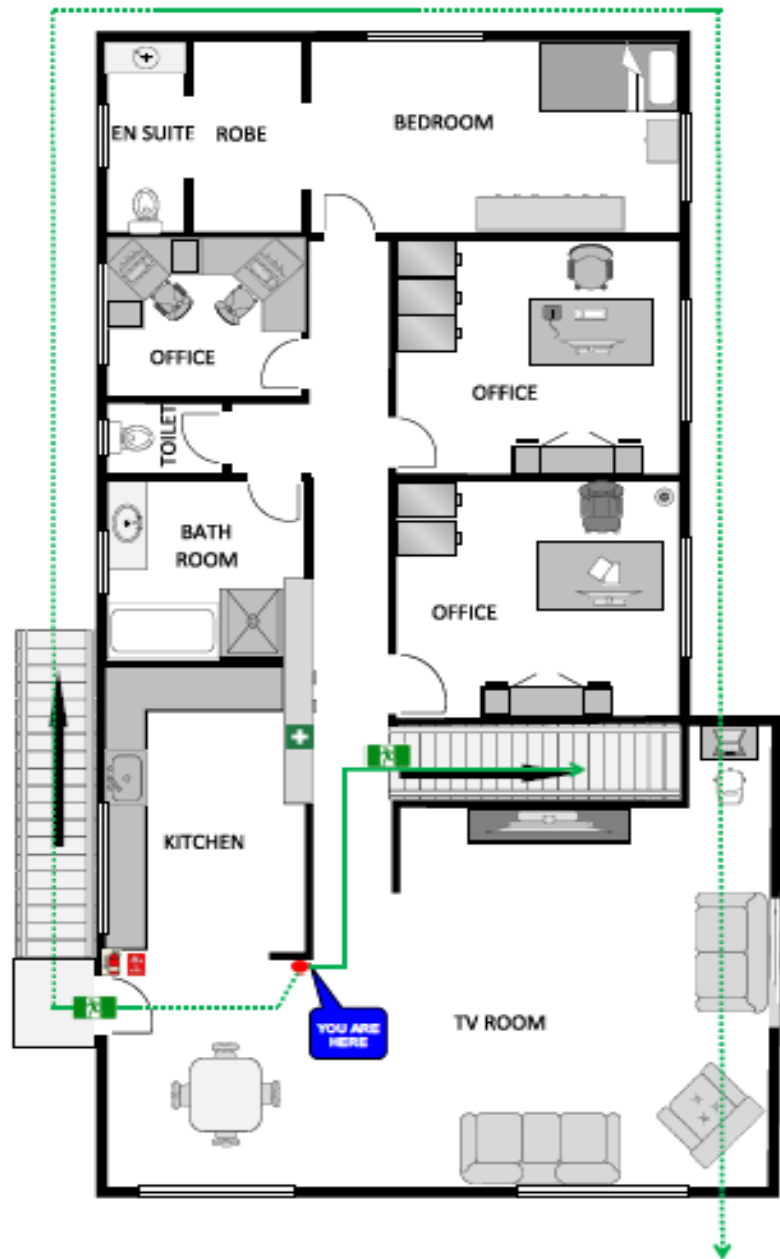 EN SUITE
ROBE
BEDROOM
OFFICE
OFFICE
TOILET
BATH
ROOM
OFFICE
KITCHEN
YOU ARE
HERE
TV ROOM